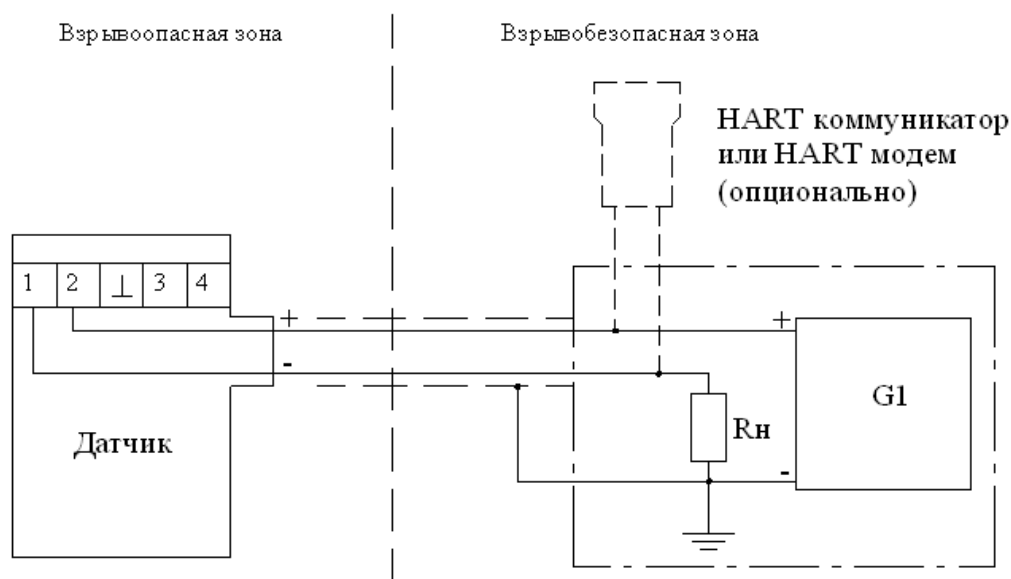 Взрывоопасная зона
Взрывобезопасная зона
HART коммуникатор
или HART модем
(опционально)
1 2 ⊥ 3 4
+
-
+
-
G1
Rн
Датчик